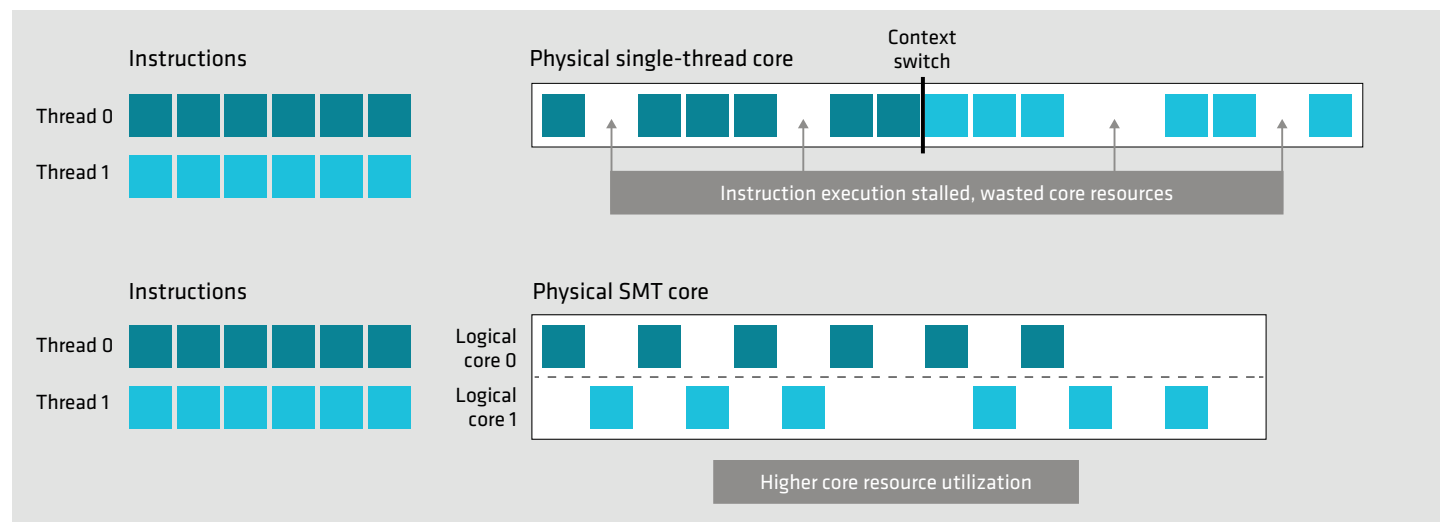 Instructions
Thread 0
Thread 1
Physical single-thread core
Context
switch
Instruction execution stalled, wasted core resources
Instructions
Thread 0
Thread 1
Physical SMT core
Logical
core 0
Logical
core 1
Higher core resource utilization